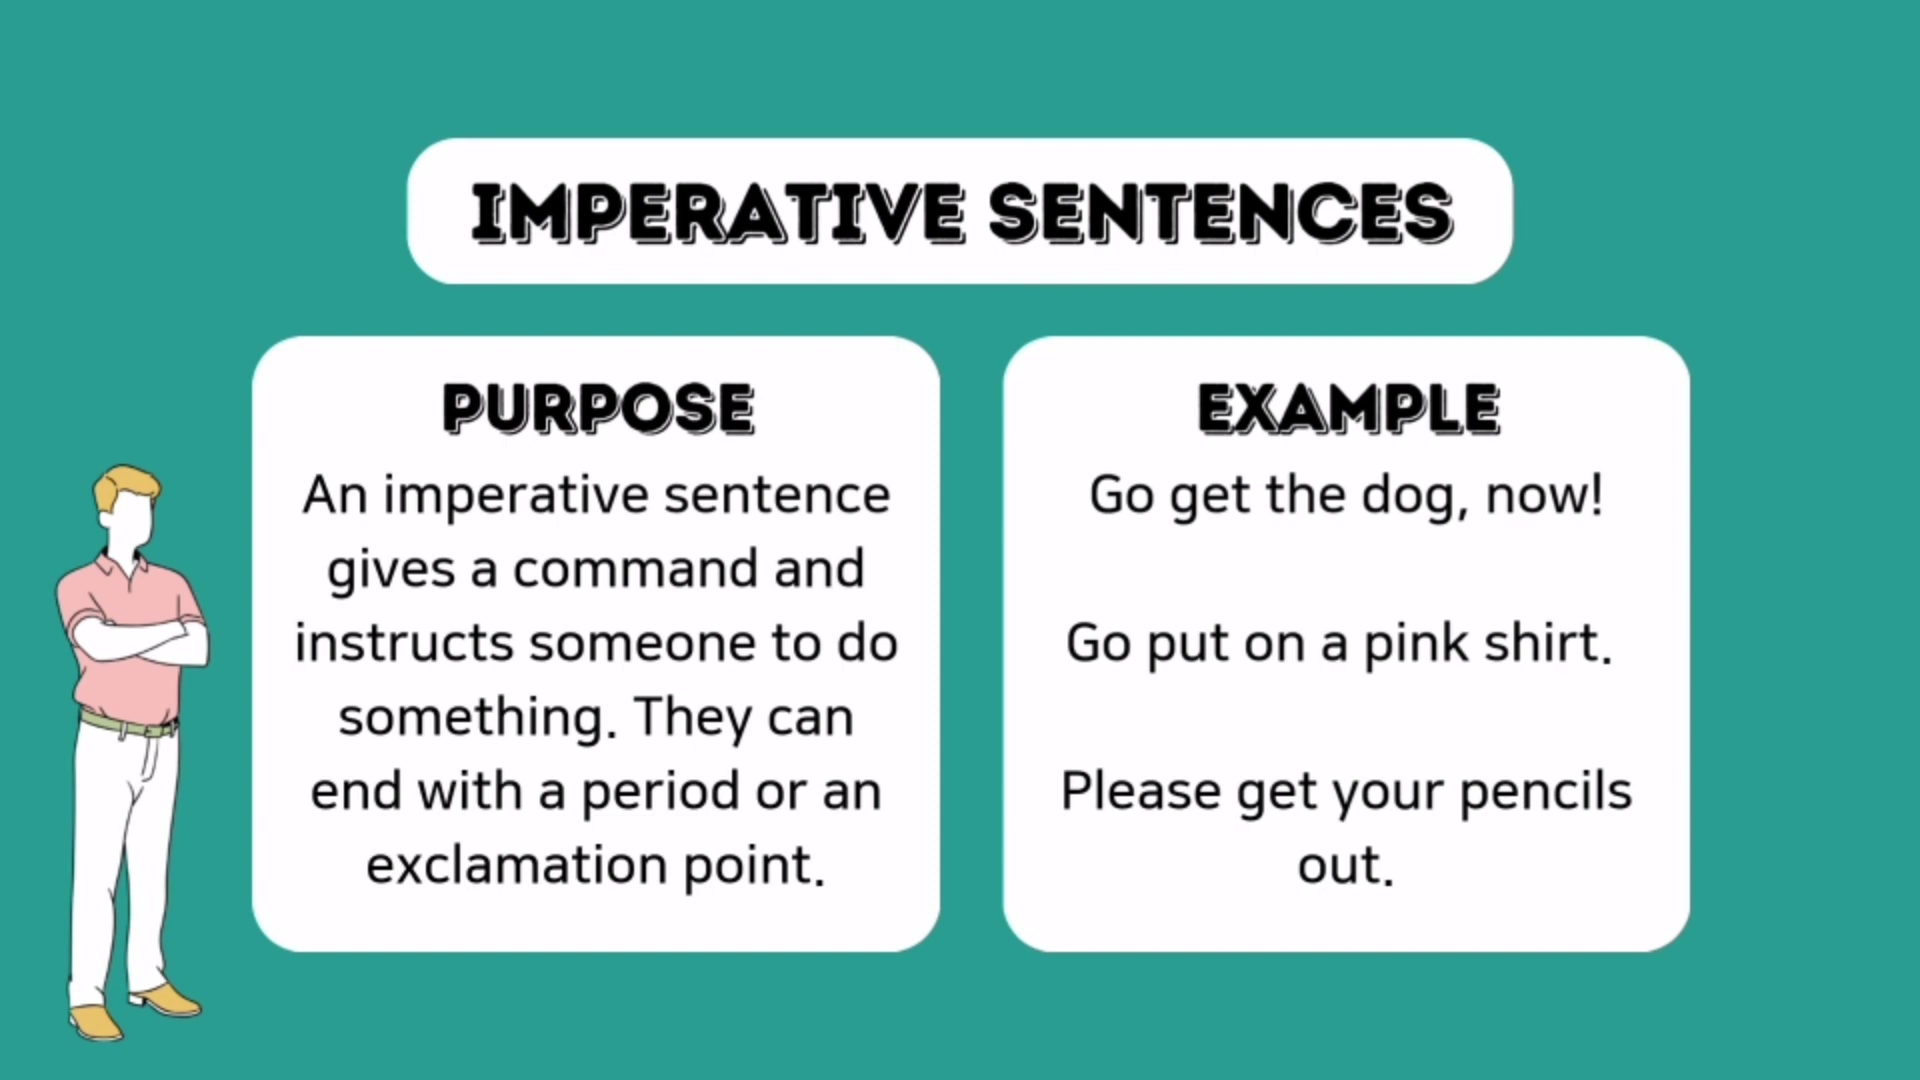 IMPERATIVE SENTENCES
PURPOSE
An imperative sentence
gives a command and
instructs someone to do
something. They can
end with a period or an
exclamation point.
EXAMPLE
Go get the dog, now!
Go put on a pink shirt.
Please get your pencils
out.